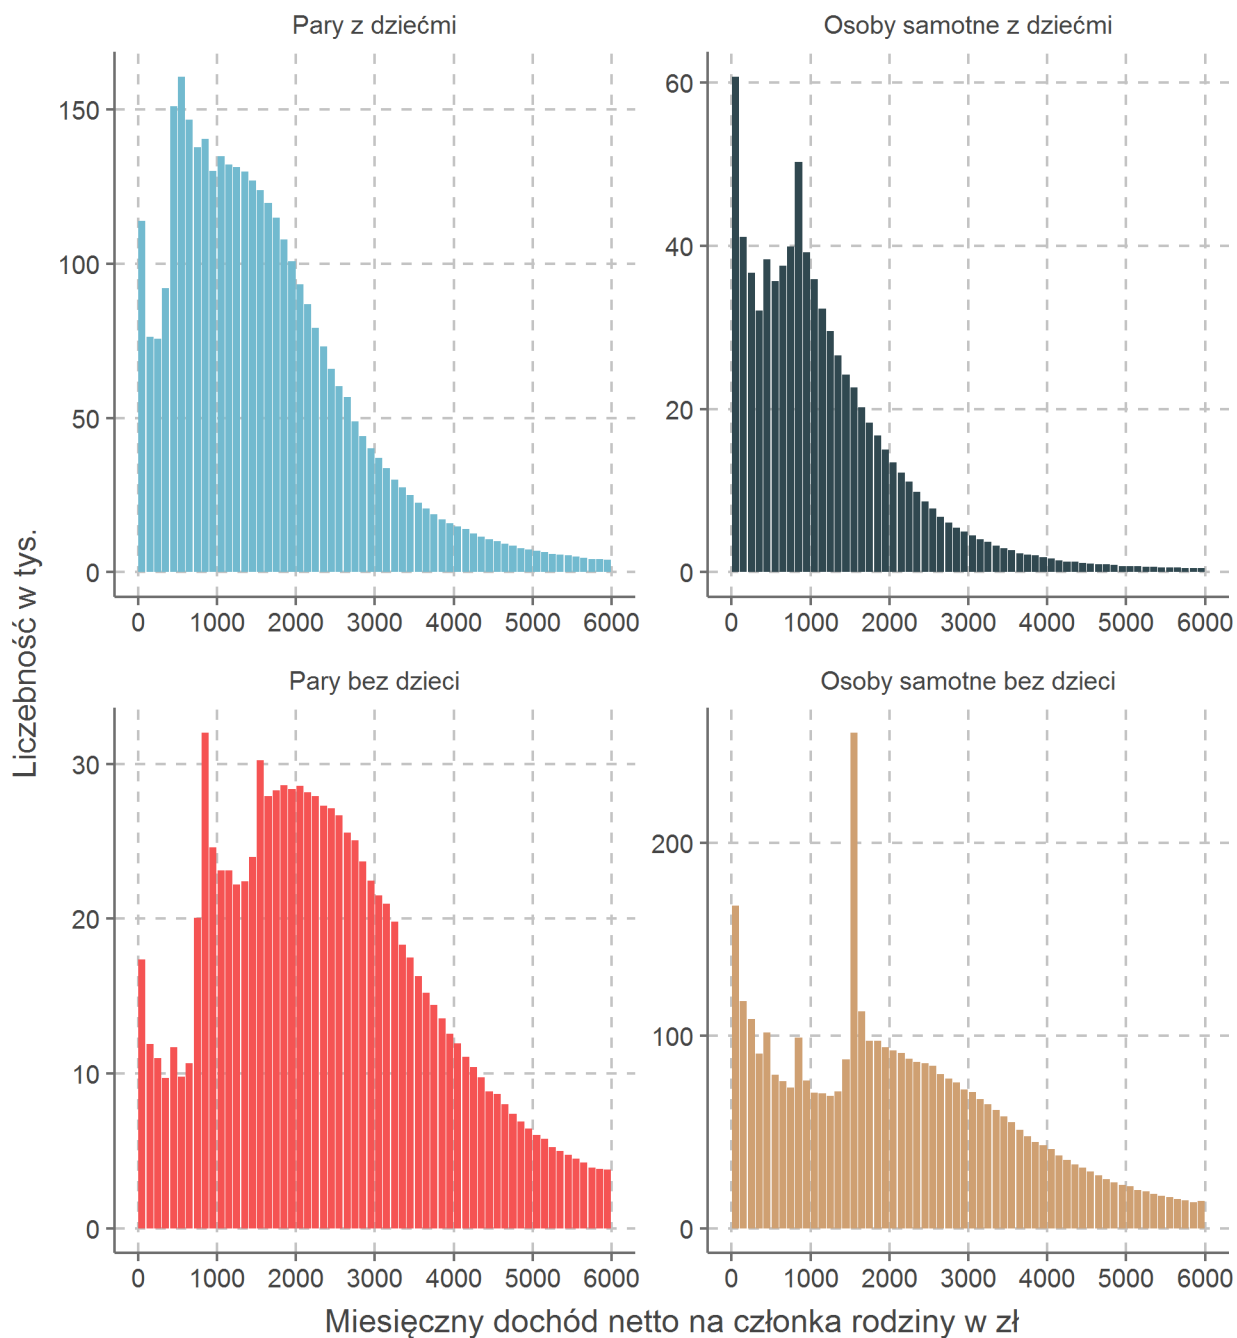 Pary z dziećmi
Osoby samotne z dziećmi
150
100
50
0
0 1000 2000 3000 4000 5000 6000
60
40
20
0
0 1000 2000 3000 4000 5000 6000
Liczebność w tys.
Pary bez dzieci
Osoby samotne bez dzieci
30
20
10
0
0 1000 2000 3000 4000 5000 6000
200
100
0
0 1000 2000 3000 4000 5000 6000
Miesięczny dochód netto na członka rodziny w zł